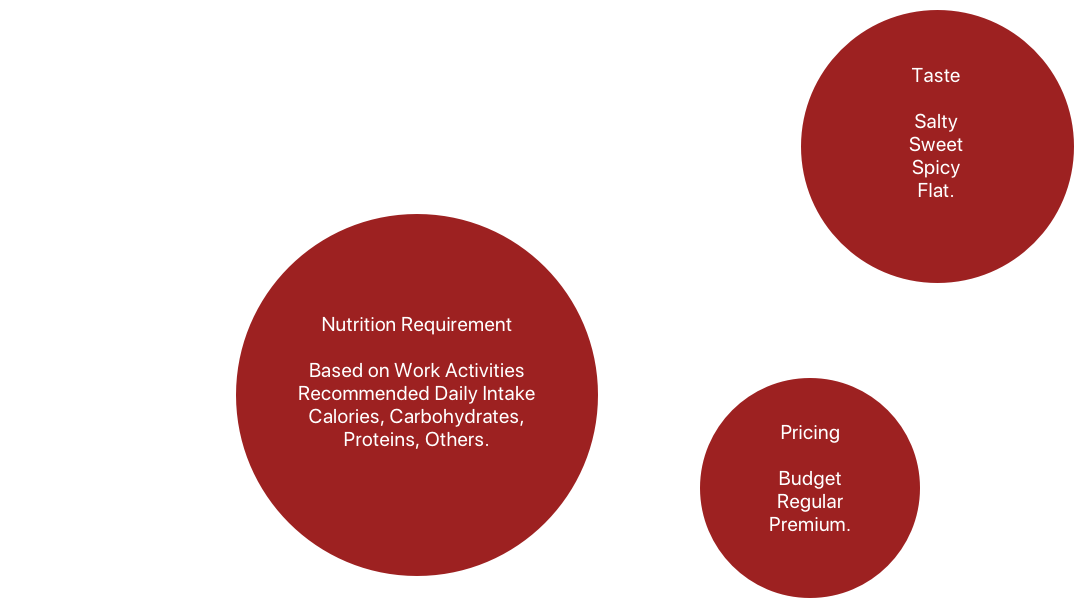 Taste
Salty
Sweet
Spicy
Flat.
Nutrition Requirement
Based on Work Activities
Recommended Daily Intake
Calories, Carbohydrates,
Proteins, Others.
Pricing
Budget
Regular
Premium.